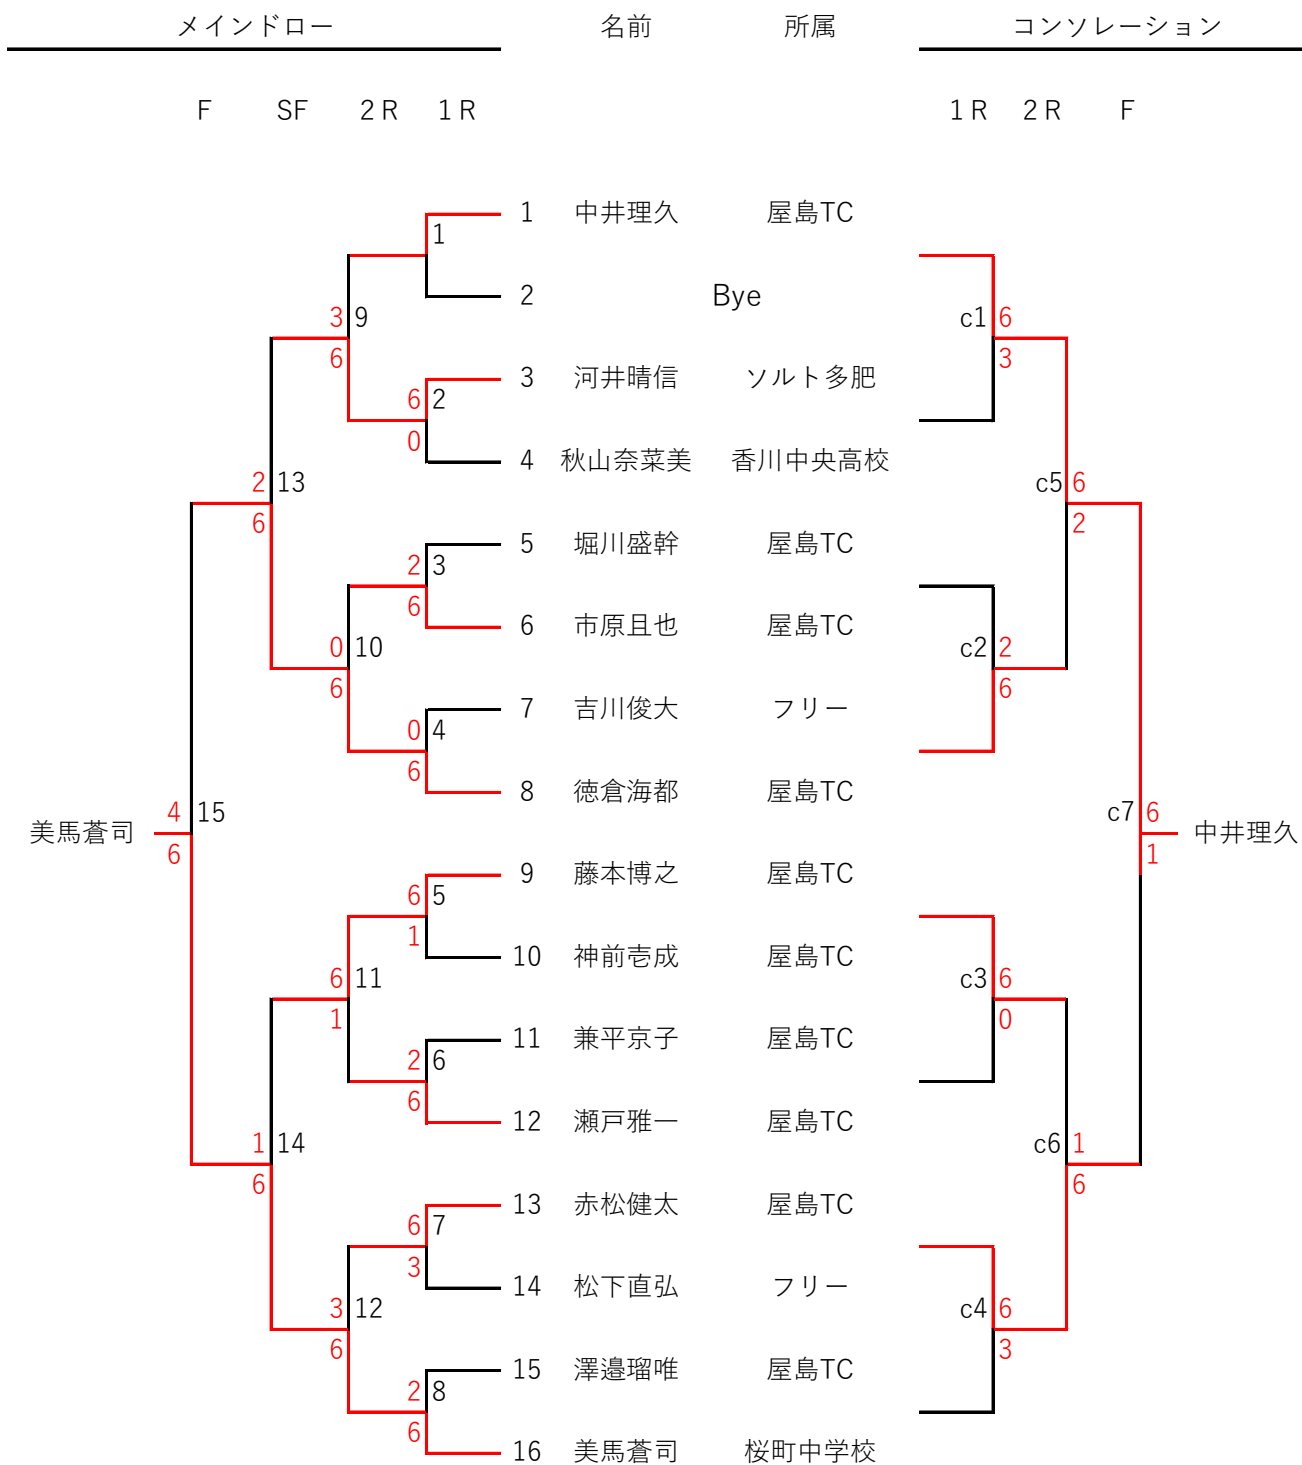 メインドロー 名前 所属 コンソレーション
F SF 2R 1R 1R 2R F
1 中井理久 屋島TC
1
2 Bye
3 9 c1 6
6 3
3 河井晴信 ソルト多肥
6 2
0
4 秋山奈菜美 香川中央高校
2 13 c5 6
6 2
5 堀川盛幹 屋島TC
2 3
6
6 市原且也 屋島TC
0 10 c2 2
6 6
7 吉川俊大 フリー
0 4
6
8 徳倉海都 屋島TC
4 15 c7 6
美馬蒼司 中井理久
6 1
9 藤本博之 屋島TC
6 5
1
10 神前壱成 屋島TC
6 11 c3 6
1 0
11 兼平京子 屋島TC
2 6
6
12 瀬戸雅一 屋島TC
1 14 c6 1
6 6
13 赤松健太 屋島TC
6 7
3
14 松下直弘 フリー
3 12 c4 6
6 3
15 澤邉瑠唯 屋島TC
2 8
6
16 美馬蒼司 桜町中学校